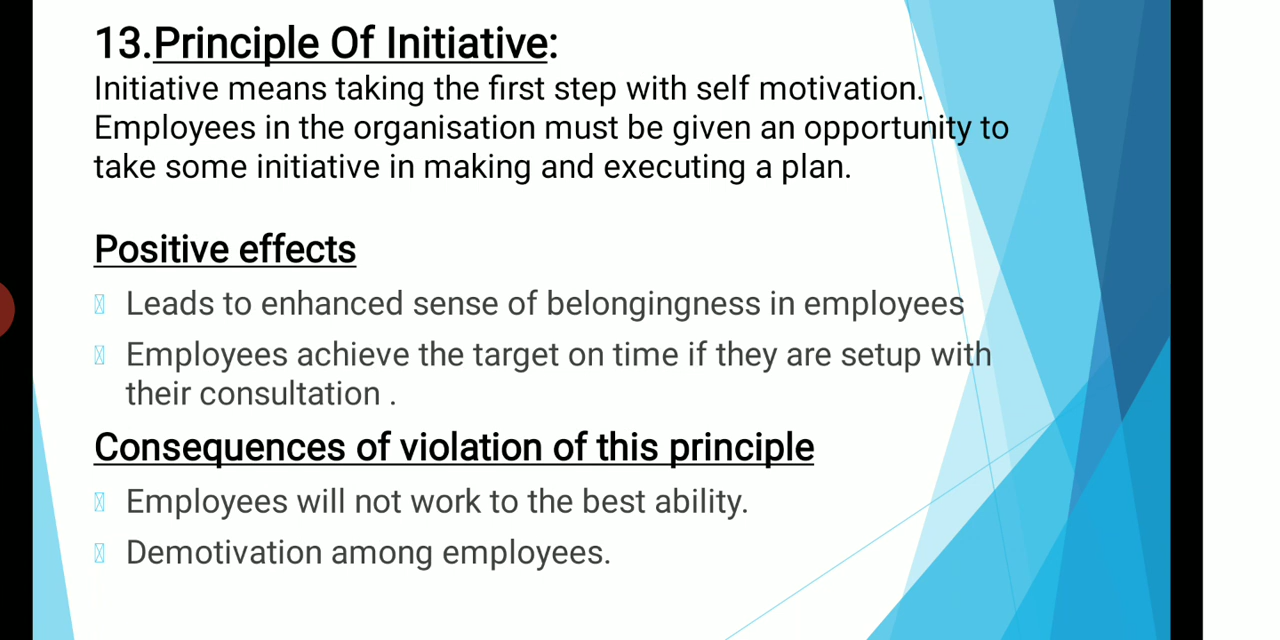 13.Principle Of Initiative:
Initiative means taking the first step with self motivation.
Employees in the organisation must be given an opportunity to
take some initiative in making and executing a plan.
Positive effects
Leads to enhanced sense of belongingness in employees
Employees achieve the target on time if they are setup with
their consultation .
Consequences of violation of this principle
Employees will not work to the best ability.
Demotivation among employees.